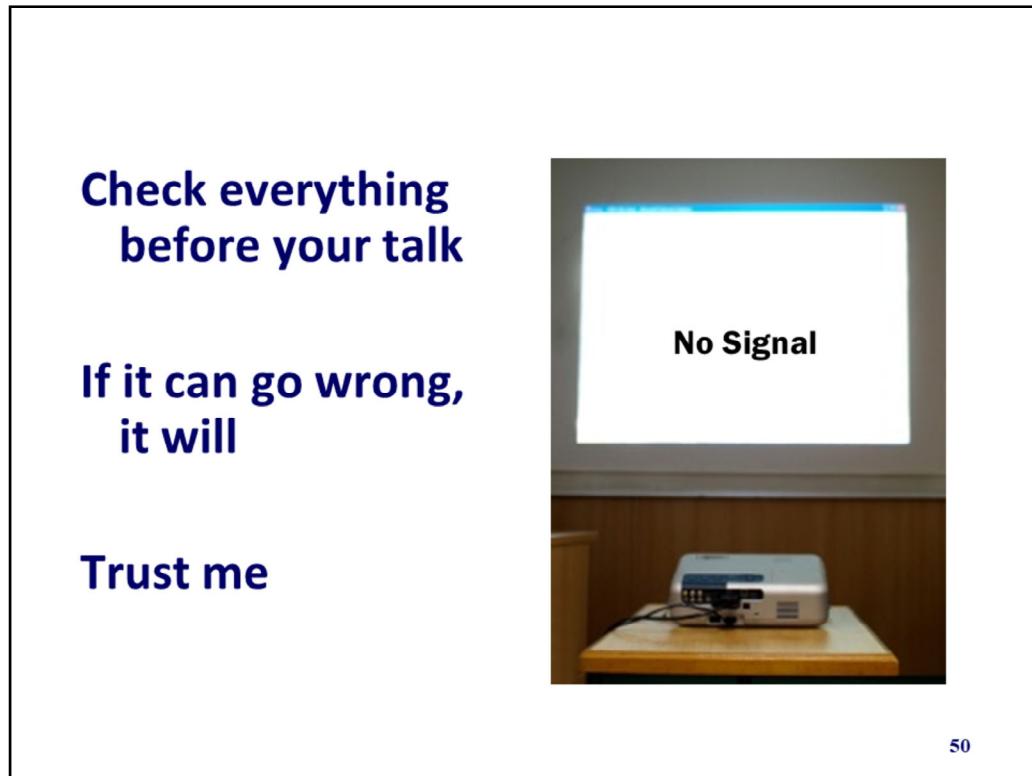 Check everything
before your talk
If it can go wrong,
it will
Trust me
No Signal
50